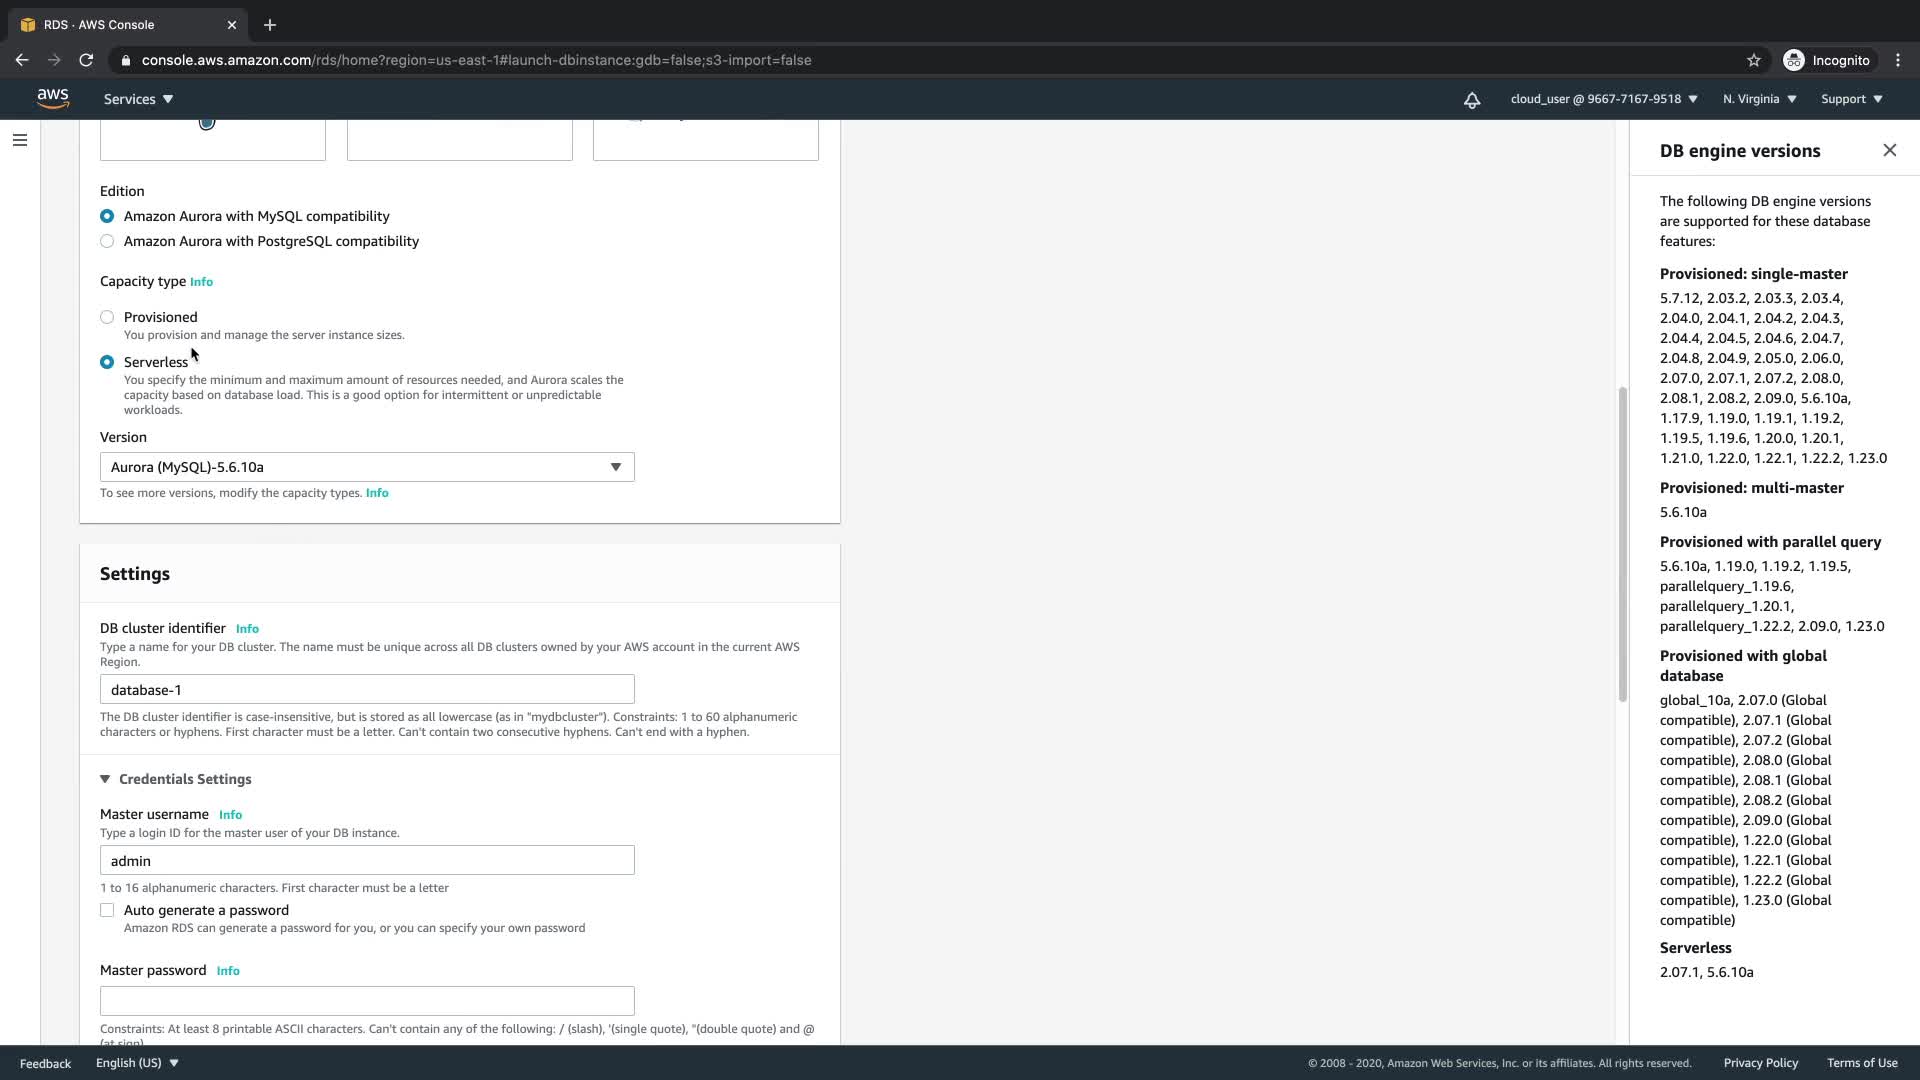 RDS · AWS Console
console.aws.amazon.com/rds/home?region=us-east-1#launch-dbinstance:gdb=false;s3-import=false
Incognito
aws
Services
cloud_user @ 9667-7167-9518
N. Virginia
Support
Edition
Amazon Aurora with MySQL compatibility
Amazon Aurora with PostgreSQL compatibility
Capacity type Info
Provisioned
You provision and manage the server instance sizes.
Serverless
You specify the minimum and maximum amount of resources needed, and Aurora scales the
capacity based on database load. This is a good option for intermittent or unpredictable
workloads.
Version
Aurora (MySQL)-5.6.10a
To see more versions, modify the capacity types. Info
Settings
DB cluster identifier Info
Type a name for your DB cluster. The name must be unique across all DB clusters owned by your AWS account in the current AWS
Region.
database-1
The DB cluster identifier is case-insensitive, but is stored as all lowercase (as in "mydbcluster"). Constraints: 1 to 60 alphanumeric
characters or hyphens. First character must be a letter. Can't contain two consecutive hyphens. Can't end with a hyphen.
Credentials Settings
Master username Info
Type a login ID for the master user of your DB instance.
admin
1 to 16 alphanumeric characters. First character must be a letter
Auto generate a password
Amazon RDS can generate a password for you, or you can specify your own password
Master password Info
Constraints: At least 8 printable ASCII characters. Can't contain any of the following: / (slash), '(single quote), "(double quote) and @
(at sign).
DB engine versions
The following DB engine versions
are supported for these database
features:
Provisioned: single-master
5.7.12, 2.03.2, 2.03.3, 2.03.4,
2.04.0, 2.04.1, 2.04.2, 2.04.3,
2.04.4, 2.04.5, 2.04.6, 2.04.7,
2.04.8, 2.04.9, 2.05.0, 2.06.0,
2.07.0, 2.07.1, 2.07.2, 2.08.0,
2.08.1, 2.08.2, 2.09.0, 5.6.10a,
1.17.9, 1.19.0, 1.19.1, 1.19.2,
1.19.5, 1.19.6, 1.20.0, 1.20.1,
1.21.0, 1.22.0, 1.22.1, 1.22.2, 1.23.0
Provisioned: multi-master
5.6.10a
Provisioned with parallel query
5.6.10a, 1.19.0, 1.19.2, 1.19.5,
parallelquery_1.19.6,
parallelquery_1.20.1,
parallelquery_1.22.2, 2.09.0, 1.23.0
Provisioned with global
database
global_10a, 2.07.0 (Global
compatible), 2.07.1 (Global
compatible), 2.07.2 (Global
compatible), 2.08.0 (Global
compatible), 2.08.1 (Global
compatible), 2.08.2 (Global
compatible), 2.09.0 (Global
compatible), 1.22.0 (Global
compatible), 1.22.1 (Global
compatible), 1.22.2 (Global
compatible), 1.23.0 (Global
compatible)
Serverless
2.07.1, 5.6.10a
Feedback
English (US)
© 2008 - 2020, Amazon Web Services, Inc. or its affiliates. All rights reserved.
Privacy Policy
Terms of Use